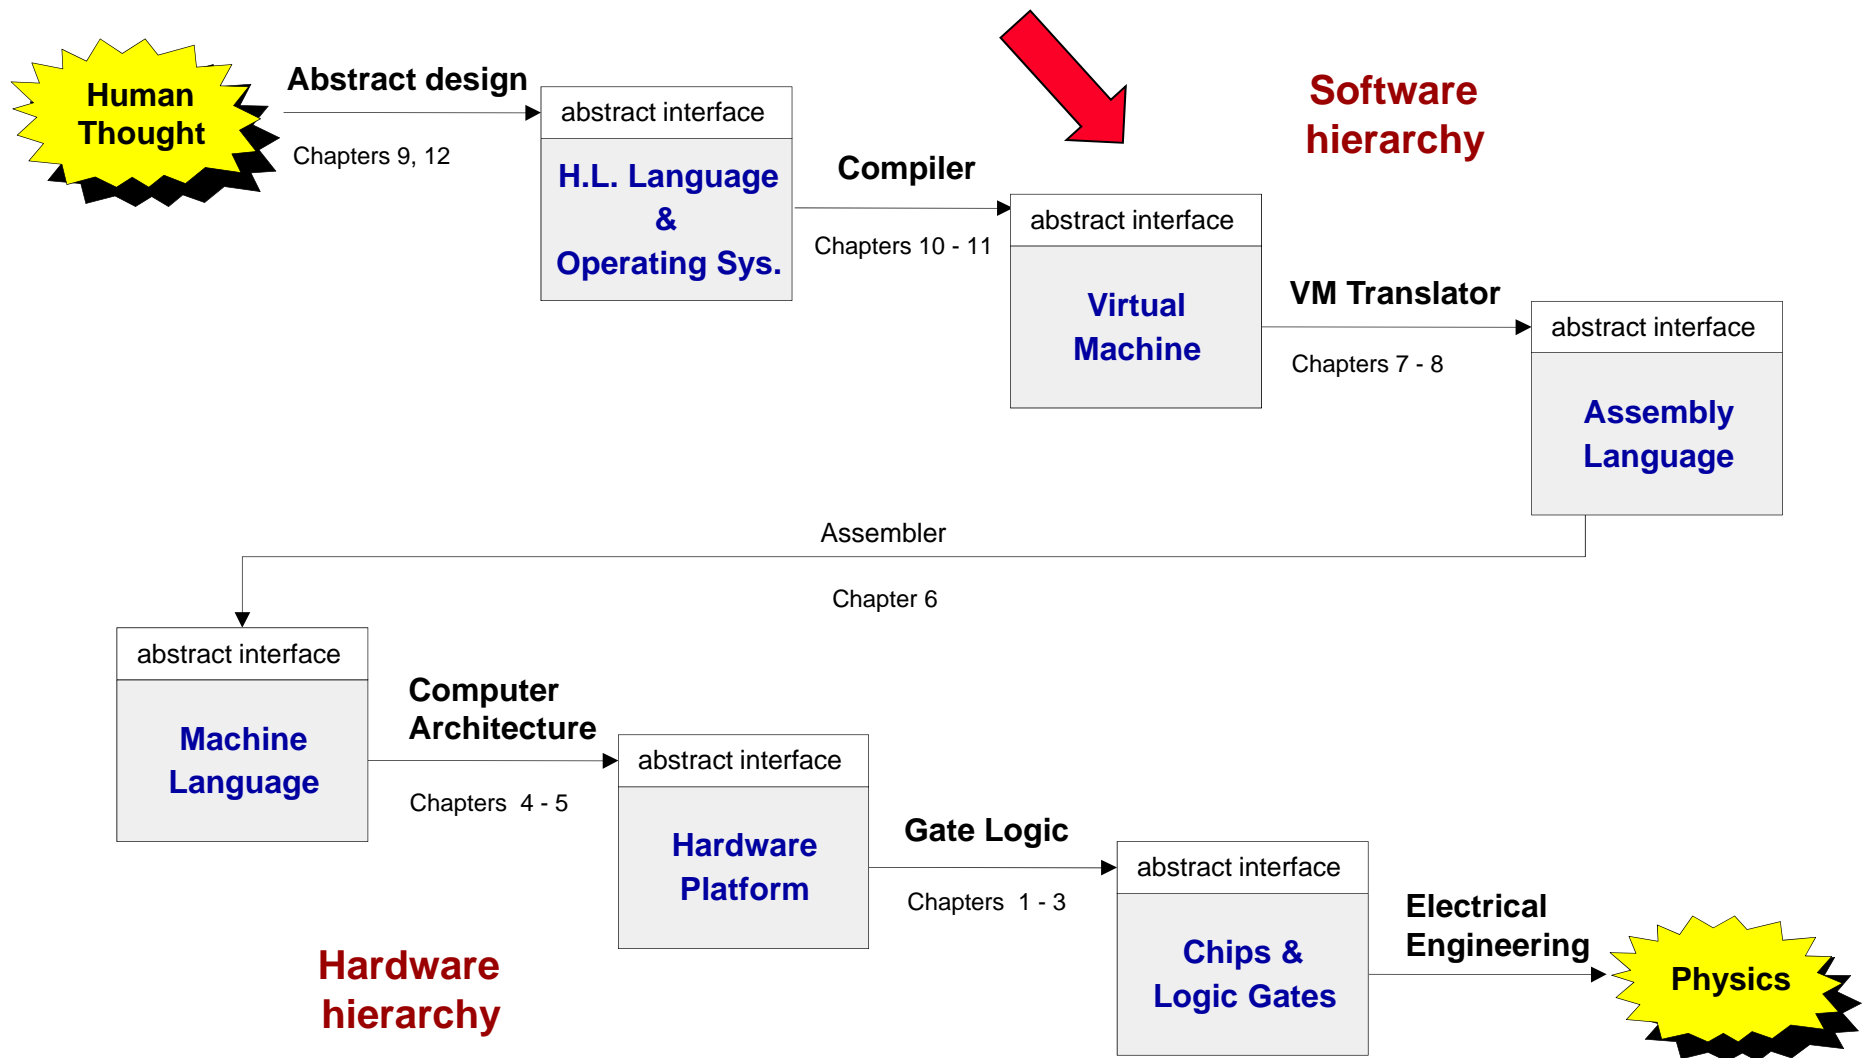 Human
Thought
Abstract design
Chapters 9, 12
abstract interface
H.L. Language
&
Operating Sys.
Compiler
Chapters 10 - 11
Software
hierarchy
abstract interface
Virtual
Machine
VM Translator
Chapters 7 - 8
abstract interface
Assembly
Language
Assembler
Chapter 6
abstract interface
Machine
Language
Computer
Architecture
Chapters 4 - 5
abstract interface
Hardware
Platform
Gate Logic
Chapters 1 - 3
abstract interface
Chips &
Logic Gates
Electrical
Engineering
Physics
Hardware
hierarchy